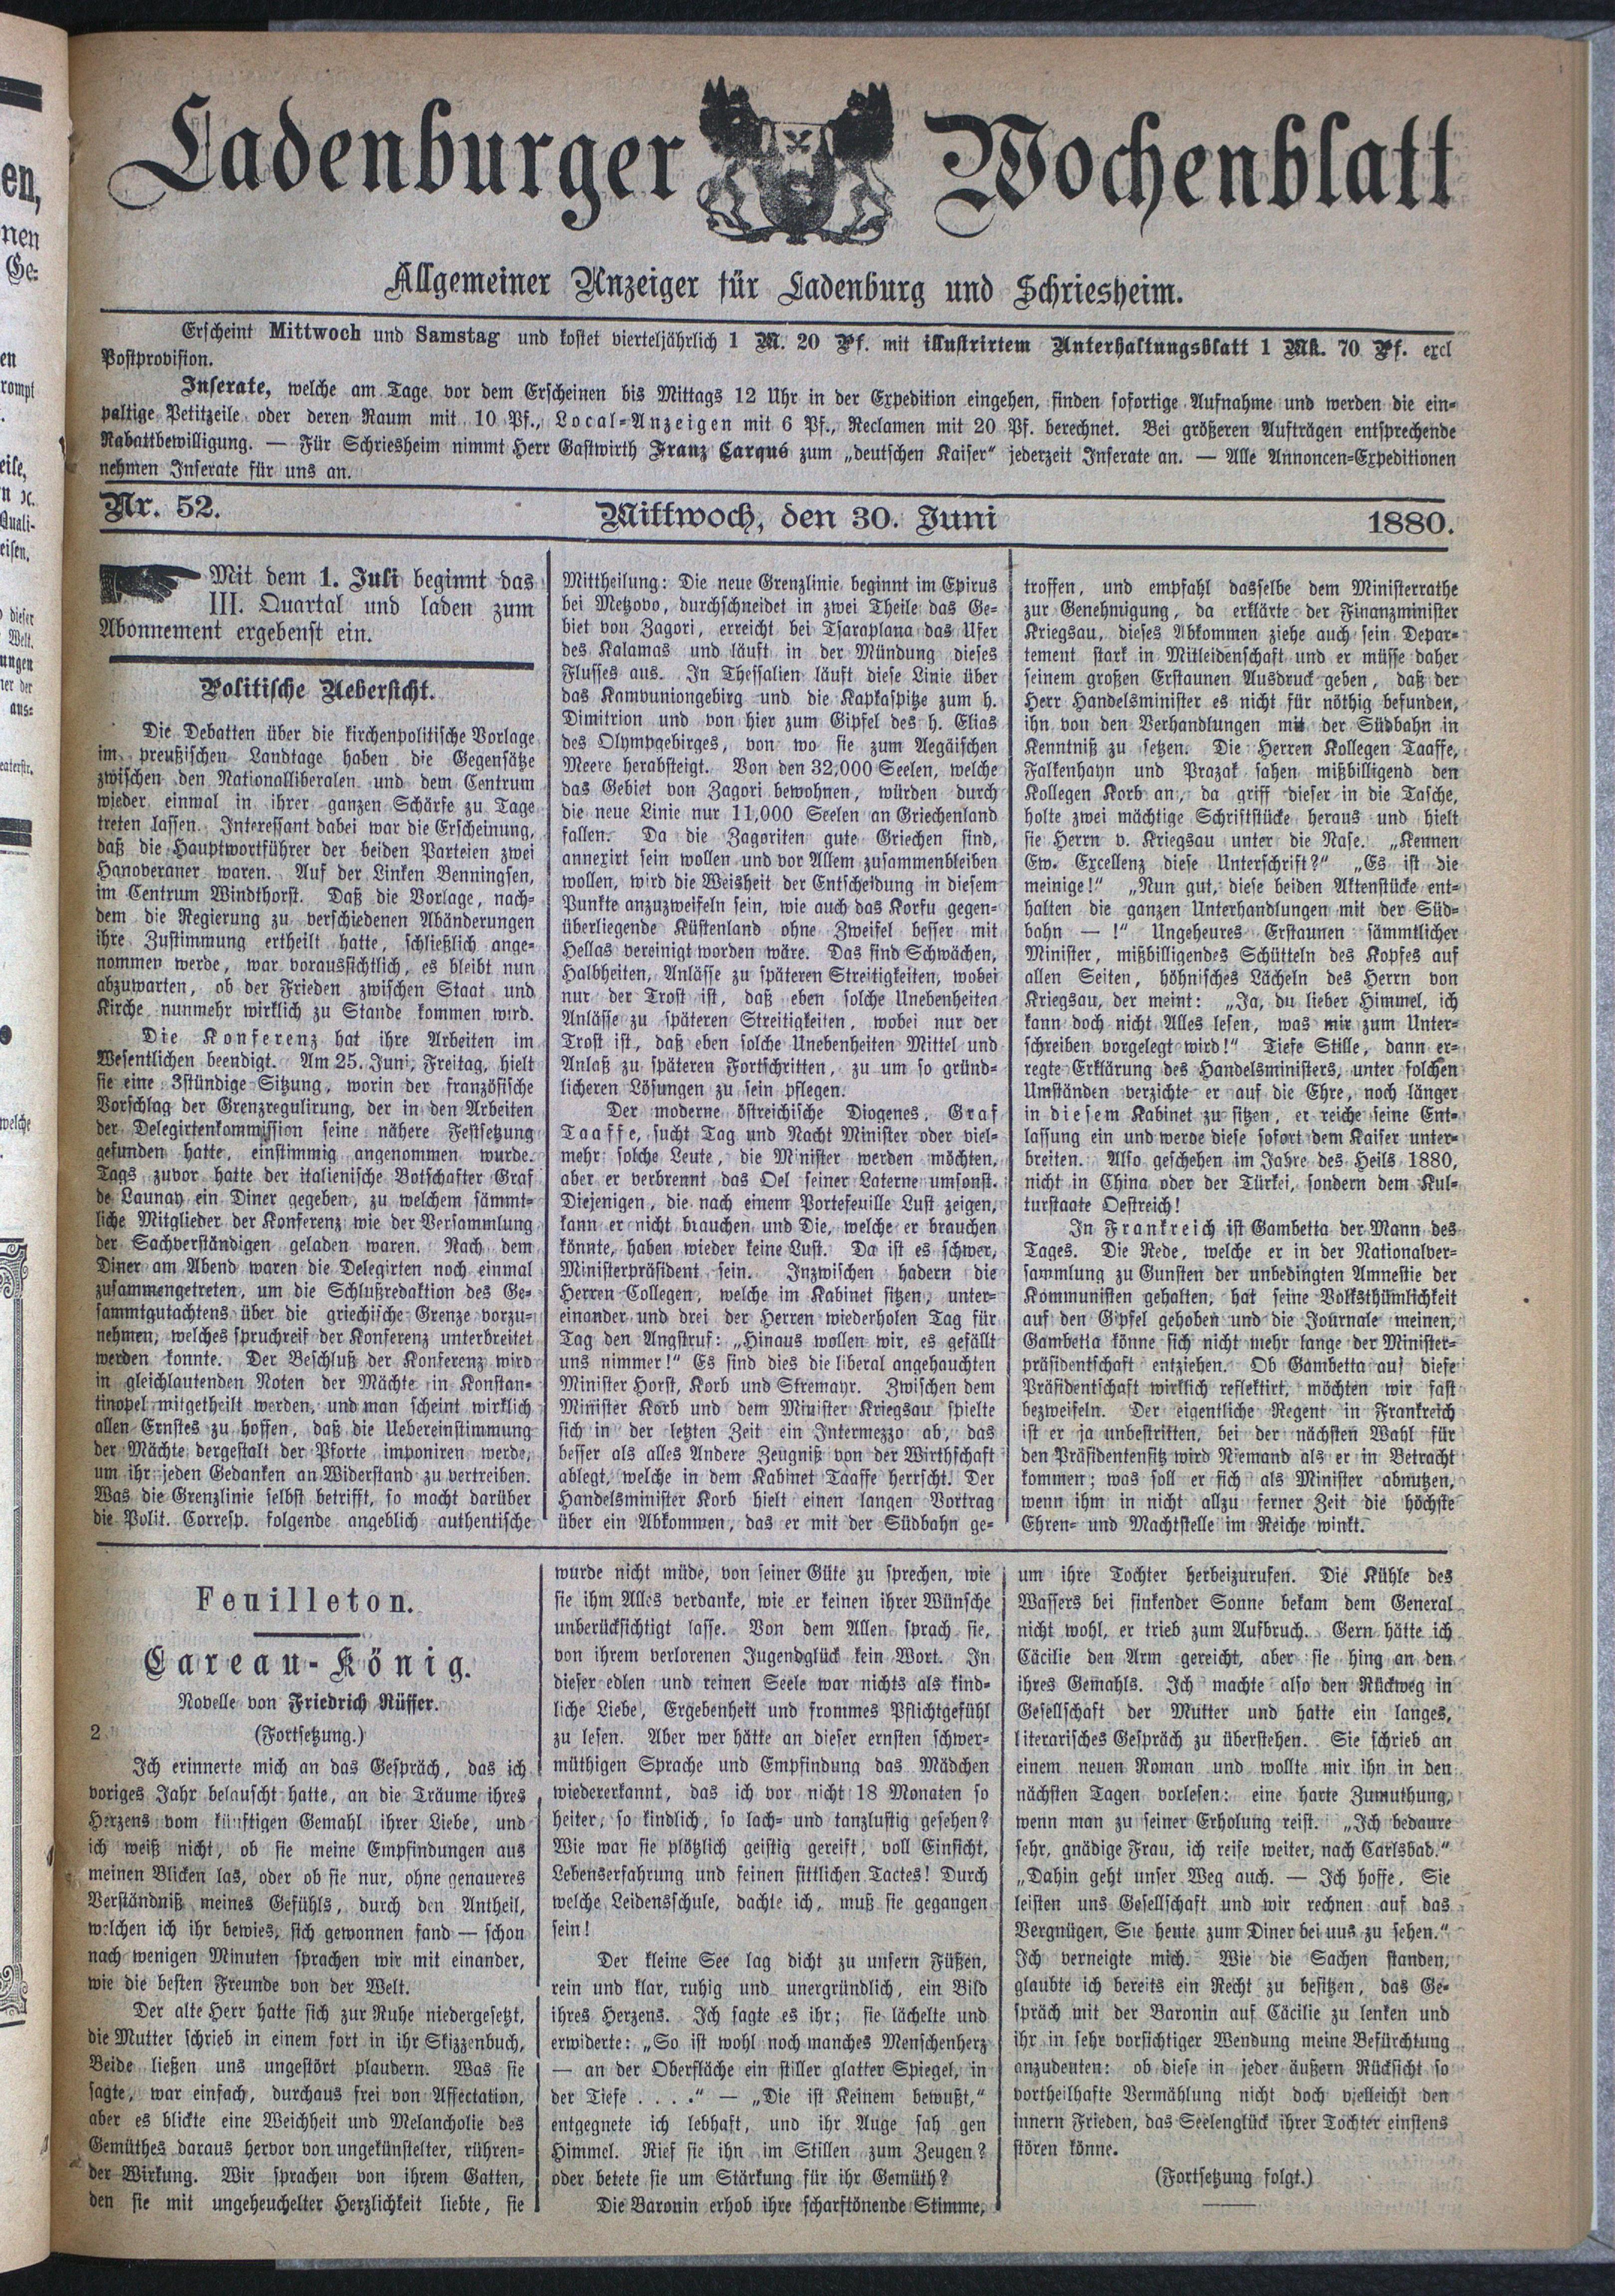 Ladenburger Wochenblatt
Allgemeiner Anzeiger für Ladenburg und Schriesheim.
Erscheint Mittwoch und Samstag und kostet vierteljährlich 1 M. 20 Pf. mit illustrirtem Unterhaltungsblatt 1 Mk. 70 Pf. excl
Postprovision.
Inserate, welche am Tage vor dem Erscheinen bis Mittags 12 Uhr in der Expedition eingehen, finden sofortige Aufnahme und werden die ein-
paltige Petitzeile oder deren Raum mit 10 Pf., Local-Anzeigen mit 6 Pf., Reclamen mit 20 Pf. berechnet. Bei größeren Aufträgen entsprechende
Rabattbewilligung. — Für Schriesheim nimmt Herr Gastwirth Franz Carqué zum „deutschen Kaiser“ jederzeit Inserate an. — Alle Annoncen-Expeditionen
nehmen Inserate für uns an.
Nr. 52. Mittwoch, den 30. Juni 1880.
Mit dem 1. Juli beginnt das
III. Quartal und laden zum
Abonnement ergebenst ein.
Politische Uebersicht.
Die Debatten über die kirchenpolitische Vorlage
im preußischen Landtage haben die Gegensätze
zwischen den Nationalliberalen und dem Centrum
wieder einmal in ihrer ganzen Schärfe zu Tage
treten lassen. Interessant dabei war die Erscheinung,
daß die Hauptwortführer der beiden Parteien zwei
Hanoveraner waren. Auf der Linken Benningsen,
im Centrum Windthorst. Daß die Vorlage, nach-
dem die Regierung zu verschiedenen Abänderungen
ihre Zustimmung ertheilt hatte, schließlich ange-
nommen werde, war voraussichtlich, es bleibt nun
abzuwarten, ob der Frieden zwischen Staat und
Kirche nunmehr wirklich zu Stande kommen wird.
Die Konferenz hat ihre Arbeiten im
Wesentlichen beendigt. Am 25. Juni, Freitag, hielt
sie eine 3stündige Sitzung, worin der französische
Vorschlag der Grenzregulirung, der in den Arbeiten
der Delegirtenkommission seine nähere Festsetzung
gefunden hatte, einstimmig angenommen wurde.
Tags zuvor hatte der italienische Botschafter Graf
de Launay ein Diner gegeben, zu welchem sämmt-
liche Mitglieder der Konferenz wie der Versammlung
der Sachverständigen geladen waren. Nach dem
Diner am Abend waren die Delegirten noch einmal
zusammengetreten, um die Schlußredaktion des Ge-
sammtgutachtens über die griechische Grenze vorzu-
nehmen, welches spruchreif der Konferenz unterbreitet
werden konnte. Der Beschluß der Konferenz wird
in gleichlautenden Noten der Mächte in Konstan-
tinopel mitgetheilt werden, und man scheint wirklich
allen Ernstes zu hoffen, daß die Uebereinstimmung
der Mächte dergestalt der Pforte imponiren werde,
um ihr jeden Gedanken an Widerstand zu vertreiben.
Was die Grenzlinie selbst betrifft, so macht darüber
die Polit. Corresp. folgende angeblich authentische
Mittheilung: Die neue Grenzlinie beginnt im Epirus
bei Metzovo, durchschneidet in zwei Theile das Ge-
biet von Zagori, erreicht bei Tsaraplana das Ufer
des Kalamas und läuft in der Mündung dieses
Flusses aus. In Thessalien läuft diese Linie über
das Kambuniongebirg und die Kapkaspitze zum h.
Dimitrion und von hier zum Gipfel des h. Elias
des Olympgebirges, von wo sie zum Aegäischen
Meere herabsteigt. Von den 32,000 Seelen, welche
das Gebiet von Zagori bewohnen, würden durch
die neue Linie nur 11,000 Seelen an Griechenland
fallen. Da die Zagoriten gute Griechen sind,
annexirt sein wollen und vor Allem zusammenbleiben
wollen, wird die Weisheit der Entscheidung in diesem
Punkte anzuzweifeln sein, wie auch das Korfu gegen-
überliegende Küstenland ohne Zweifel besser mit
Hellas vereinigt worden wäre. Das sind Schwächen,
Halbheiten, Anlässe zu späteren Streitigkeiten, wobei
nur der Trost ist, daß eben solche Unebenheiten
Anlässe zu späteren Streitigkeiten, wobei nur der
Trost ist, daß eben solche Unebenheiten Mittel und
Anlaß zu späteren Fortschritten, zu um so gründ-
licheren Lösungen zu sein pflegen.
Der moderne östreichische Diogenes, Graf
Taaffe, sucht Tag und Nacht Minister oder viel-
mehr solche Leute, die Minister werden möchten,
aber er verbrennt das Oel seiner Laterne umsonst.
Diejenigen, die nach einem Portefeuille Lust zeigen,
kann er nicht brauchen und Die, welche er brauchen
könnte, haben wieder keine Lust. Da ist es schwer,
Ministerpräsident sein. Inzwischen hadern die
Herren Collegen, welche im Kabinet sitzen, unter-
einander und drei der Herren wiederholen Tag für
Tag den Angstruf: „Hinaus wollen wir, es gefällt
uns nimmer!“ Es sind dies die liberal angehauchten
Minister Horst, Korb und Stremayr. Zwischen dem
Minister Korb und dem Minister Kriegsau spielte
sich in der letzten Zeit ein Intermezzo ab, das
besser als alles Andere Zeugniß von der Wirthschaft
ablegt, welche in dem Kabinet Taaffe herrscht. Der
Handelsminister Korb hielt einen langen Vortrag
über ein Abkommen, das er mit der Südbahn ge-
troffen, und empfahl dasselbe dem Ministerrathe
zur Genehmigung, da erklärte der Finanzminister
Kriegsau, dieses Abkommen ziehe auch sein Depar-
tement stark in Mitleidenschaft und er müsse daher
seinem großen Erstaunen Ausdruck geben, daß der
Herr Handelsminister es nicht für nöthig befunden,
ihn von den Verhandlungen mit der Südbahn in
Kenntniß zu setzen. Die Herren Kollegen Taaffe,
Falkenhayn und Prazak sahen mißbilligend den
Kollegen Korb an, da griff dieser in die Tasche,
holte zwei mächtige Schriftstücke heraus und hielt
sie Herrn v. Kriegsau unter die Nase. „Kennen
Ew. Excellenz diese Unterschrift?“ „Es ist die
meinige!“ „Nun gut, diese beiden Aktenstücke ent-
halten die ganzen Unterhandlungen mit der Süd-
bahn — !“ Ungeheures Erstaunen sämmtlicher
Minister, mißbilligendes Schütteln des Kopfes auf
allen Seiten, höhnisches Lächeln des Herrn von
Kriegsau, der meint: „Ja, du lieber Himmel, ich
kann doch nicht Alles lesen, was mir zum Unter-
schreiben vorgelegt wird!“ Tiefe Stille, dann er-
regte Erklärung des Handelsministers, unter solchen
Umständen verzichte er auf die Ehre, noch länger
in diesem Kabinet zu sitzen, er reiche seine Ent-
lassung ein und werde diese sofort dem Kaiser unter-
breiten. Also geschehen im Jahre des Heils 1880,
nicht in China oder der Türkei, sondern dem Kul-
turstaate Oestreich!
In Frankreich ist Gambetta der Mann des
Tages. Die Rede, welche er in der Nationalver-
sammlung zu Gunsten der unbedingten Amnestie der
Kommunisten gehalten, hat seine Volksthümlichkeit
auf den Gipfel gehoben und die Journale meinen,
Gambetta könne sich nicht mehr lange der Minister-
präsidentschaft entziehen. Ob Gambetta auf diese
Präsidentschaft wirklich reflektirt, möchten wir fast
bezweifeln. Der eigentliche Regent in Frankreich
ist er ja unbestritten, bei der nächsten Wahl für
den Präsidentensitz wird Niemand als er in Betracht
kommen; was soll er sich als Minister abnutzen,
wenn ihm in nicht allzu ferner Zeit die höchste
Ehren- und Machtstelle im Reiche winkt.
Feuilleton.
Careau-König.
Novelle von Friedrich Rüffer.
2 (Fortsetzung.)
Ich erinnerte mich an das Gespräch, das ich
voriges Jahr belauscht hatte, an die Träume ihres
Herzens vom künftigen Gemahl ihrer Liebe, und
ich weiß nicht, ob sie meine Empfindungen aus
meinen Blicken las, oder ob sie nur, ohne genaueres
Verständniß meines Gefühls, durch den Antheil,
welchen ich ihr bewies, sich gewonnen fand — schon
nach wenigen Minuten sprachen wir mit einander,
wie die besten Freunde von der Welt.
Der alte Herr hatte sich zur Ruhe niedergesetzt,
die Mutter schrieb in einem fort in ihr Skizzenbuch,
Beide ließen uns ungestört plaudern. Was sie
sagte, war einfach, durchaus frei von Affectation,
aber es blickte eine Weichheit und Melancholie des
Gemüthes daraus hervor von ungekünstelter, rühren-
der Wirkung. Wir sprachen von ihrem Gatten,
den sie mit ungeheuchelter Herzlichkeit liebte, sie
wurde nicht müde, von seiner Güte zu sprechen, wie
sie ihm Alles verdanke, wie er keinen ihrer Wünsche
unberücksichtigt lasse. Von dem Allen sprach sie,
von ihrem verlorenen Jugendglück kein Wort. In
dieser edlen und reinen Seele war nichts als kind-
liche Liebe, Ergebenheit und frommes Pflichtgefühl
zu lesen. Aber wer hätte an dieser ernsten schwer-
müthigen Sprache und Empfindung das Mädchen
wiedererkannt, das ich vor nicht 18 Monaten so
heiter, so kindlich, so lach- und tanzlustig gesehen?
Wie war sie plötzlich geistig gereift, voll Einsicht,
Lebenserfahrung und feinen sittlichen Tactes! Durch
welche Leidensschule, dachte ich, muß sie gegangen
sein!
Der kleine See lag dicht zu unsern Füßen,
rein und klar, ruhig und unergründlich, ein Bild
ihres Herzens. Ich sagte es ihr; sie lächelte und
erwiderte: „So ist wohl noch manches Menschenherz
— an der Oberfläche ein stiller glatter Spiegel, in
der Tiefe . . . .“ — „Die ist Keinem bewußt,“
entgegnete ich lebhaft, und ihr Auge sah gen
Himmel. Rief sie ihn im Stillen zum Zeugen?
oder betete sie um Stärkung für ihr Gemüth?
Die Baronin erhob ihre scharftönende Stimme,
um ihre Tochter herbeizurufen. Die Kühle des
Wassers bei sinkender Sonne bekam dem General
nicht wohl, er trieb zum Aufbruch. Gern hätte ich
Cäcilie den Arm gereicht, aber sie hing an den
ihres Gemahls. Ich machte also den Rückweg in
Gesellschaft der Mutter und hatte ein langes,
literarisches Gespräch zu überstehen. Sie schrieb an
einem neuen Roman und wollte mir ihn in den
nächsten Tagen vorlesen: eine harte Zumuthung,
wenn man zu seiner Erholung reist. „Ich bedaure
sehr, gnädige Frau, ich reise weiter, nach Carlsbad.“
„Dahin geht unser Weg auch. — Ich hoffe, Sie
leisten uns Gesellschaft und wir rechnen auf das
Vergnügen, Sie heute zum Diner bei uns zu sehen.“
Ich verneigte mich. Wie die Sachen standen,
glaubte ich bereits ein Recht zu besitzen, das Ge-
spräch mit der Baronin auf Cäcilie zu lenken und
ihr in sehr vorsichtiger Wendung meine Befürchtung
anzudeuten: ob diese in jeder äußern Rücksicht so
vortheilhafte Vermählung nicht doch vielleicht den
innern Frieden, das Seelenglück ihrer Tochter einstens
stören könne.
(Fortsetzung folgt.)